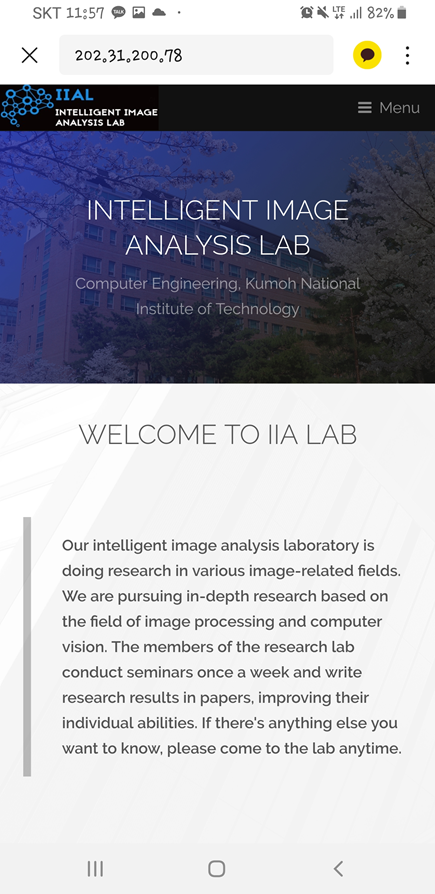 SKT 11:57 TALK LTE 82%
202.31.200.78
IIAL
INTELLIGENT IMAGE
ANALYSIS LAB
Menu
INTELLIGENT IMAGE
ANALYSIS LAB
Computer Engineering, Kumoh National
Institute of Technology
WELCOME TO IIA LAB
Our intelligent image analysis laboratory is
doing research in various image-related fields.
We are pursuing in-depth research based on
the field of image processing and computer
vision. The members of the research lab
conduct seminars once a week and write
research results in papers, improving their
individual abilities. If there's anything else you
want to know, please come to the lab anytime.